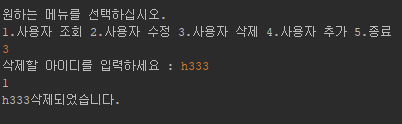 원하는 메뉴를 선택하십시오.
1.사용자 조회 2.사용자 수정 3.사용자 삭제 4.사용자 추가 5.종료
3
삭제할 아이디를 입력하세요 : h333
1
h333삭제되었습니다.